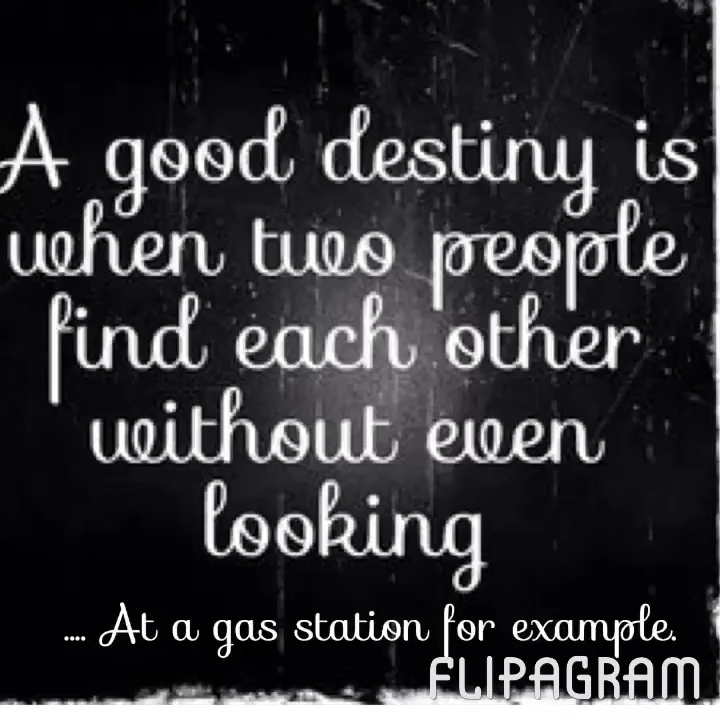 A good destiny is
when two people
find each other
without even
looking
.... At a gas station for example.
FLIPAGRAM